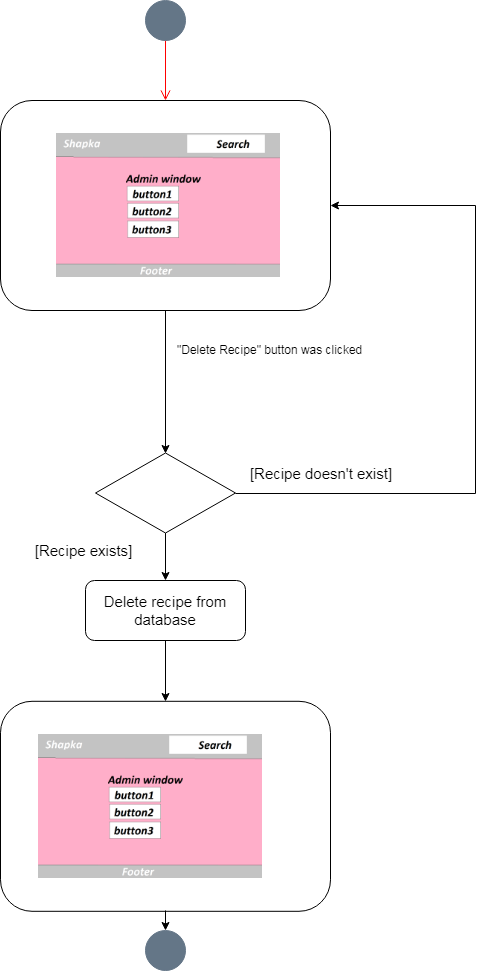 Shapka
Search
Admin window
button1
button2
button3
Footer
"Delete Recipe" button was clicked
[Recipe doesn't exist]
[Recipe exists]
Delete recipe from
database
Shapka
Search
Admin window
button1
button2
button3
Footer